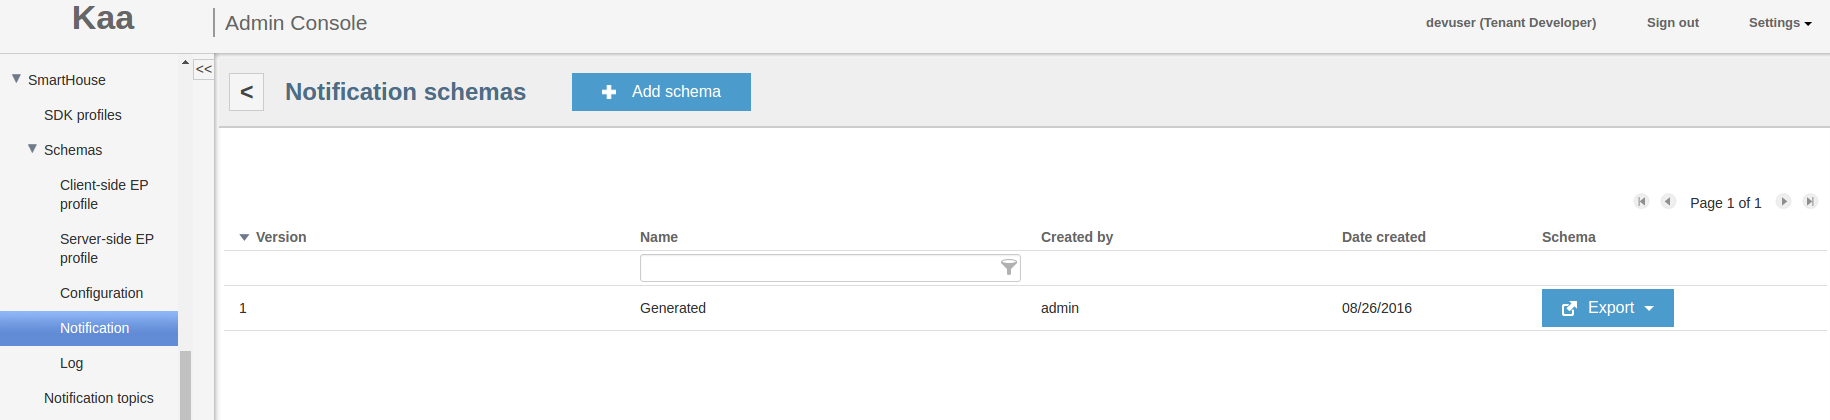 Kaa
Admin Console
devuser (Tenant Developer)
Sign out
Settings
SmartHouse
SDK profiles
Schemas
Client-side EP
profile
Server-side EP
profile
Configuration
Notification
Log
Notification topics
<<
<
Notification schemas
Add schema
Page 1 of 1
Version Name Created by Date created Schema
1 Generated admin 08/26/2016 Export